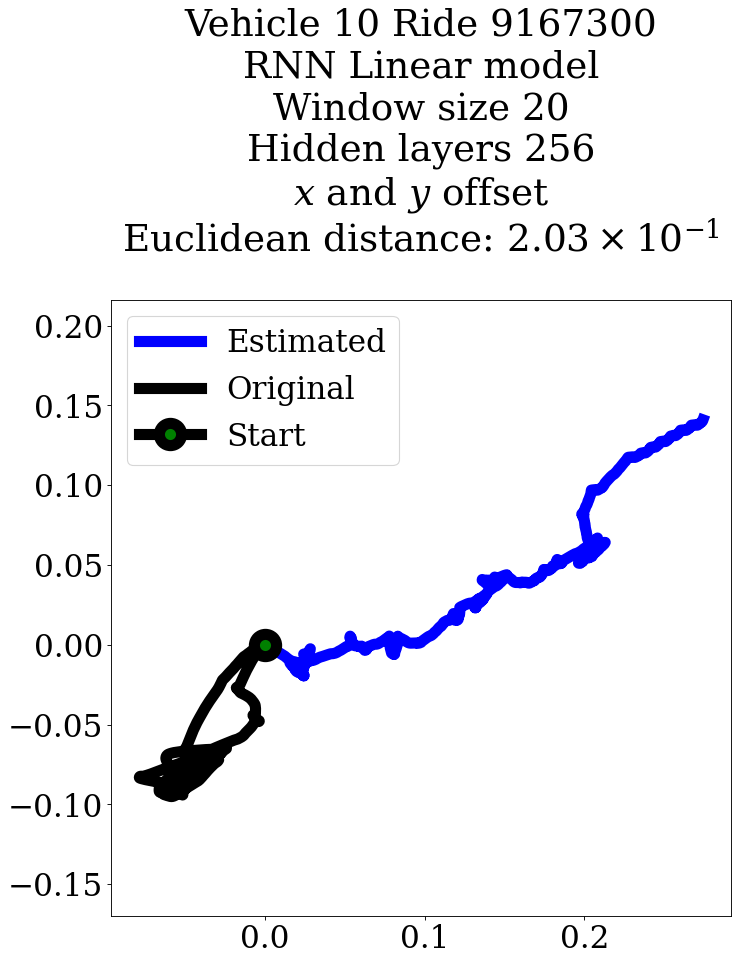 Vehicle 10 Ride 9167300
RNN Linear model
Window size 20
Hidden layers 256
x and y offset
Euclidean distance: 2.03 × 10⁻¹
Estimated
Original
Start
0.20
0.15
0.10
0.05
0.00
−0.05
−0.10
−0.15
0.0 0.1 0.2